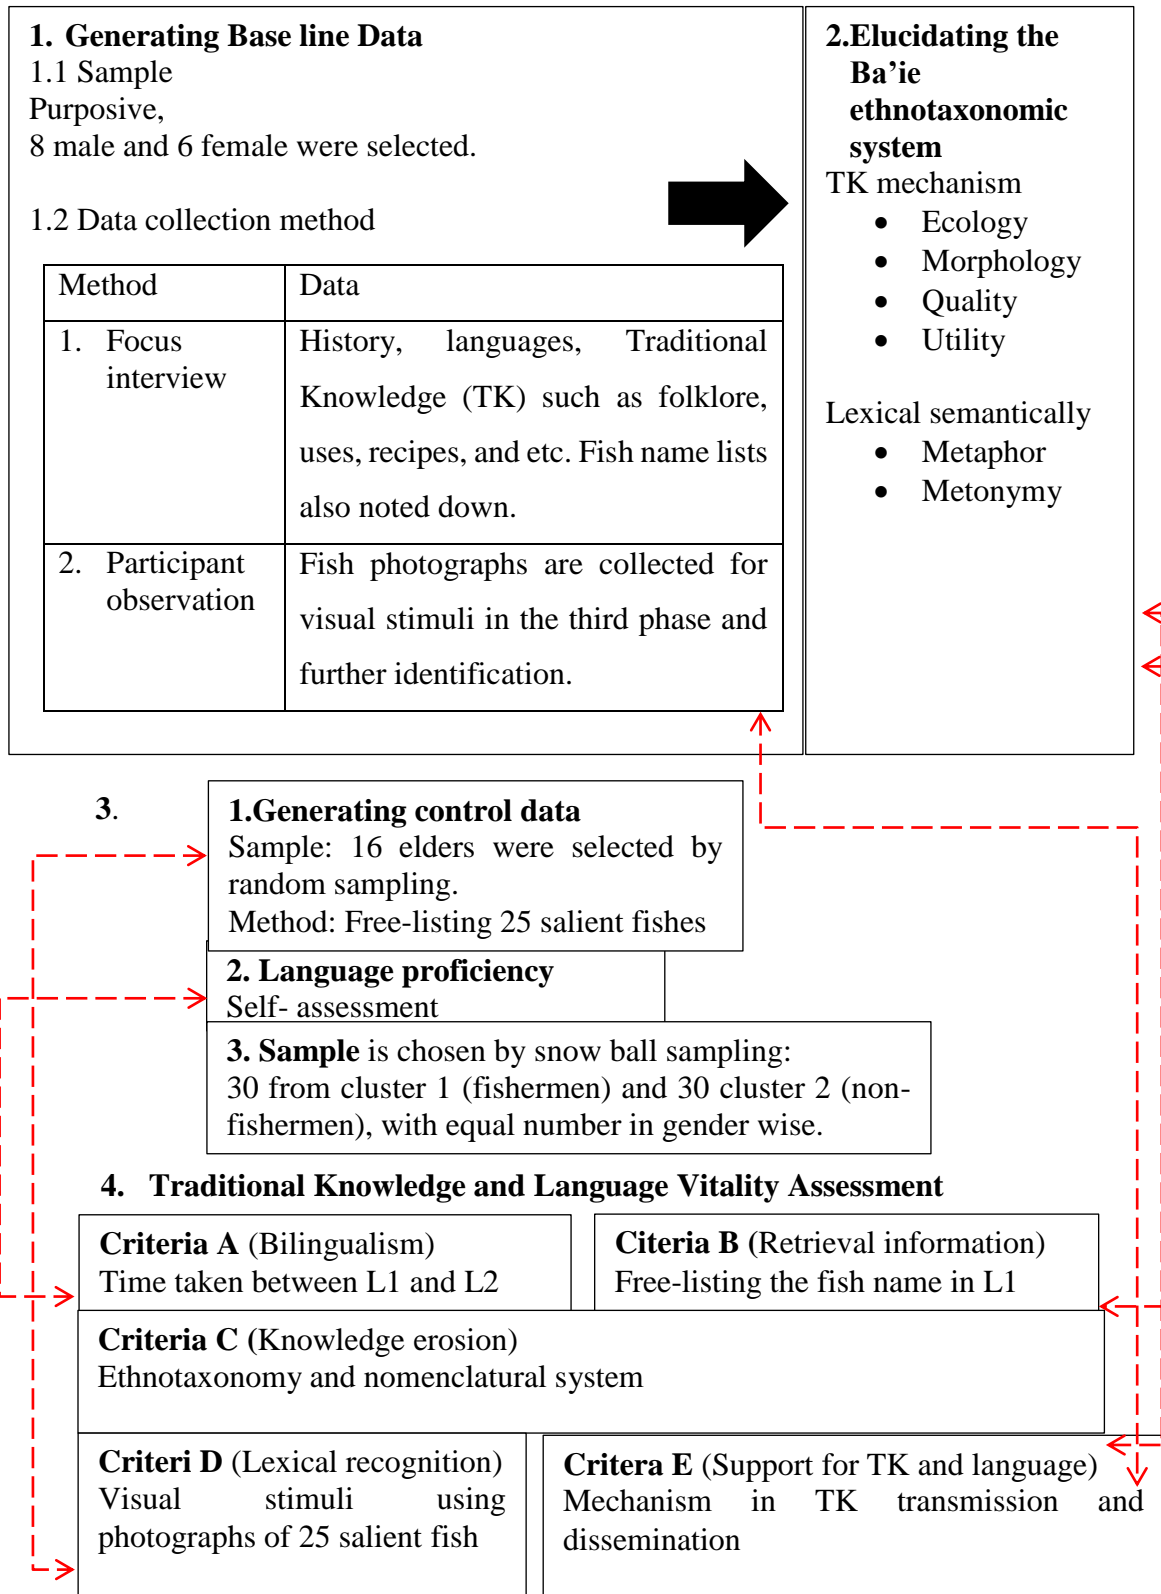 1. Generating Base line Data
1.1 Sample
Purposive,
8 male and 6 female were selected.
1.2 Data collection method
Method Data
1. Focus
interview
History, languages, Traditional
Knowledge (TK) such as folklore,
uses, recipes, and etc. Fish name lists
also noted down.
2. Participant
observation
Fish photographs are collected for
visual stimuli in the third phase and
further identification.
2.Elucidating the
Ba’ie
ethnotaxonomic
system
TK mechanism
• Ecology
• Morphology
• Quality
• Utility
Lexical semantically
• Metaphor
• Metonymy
3.
1.Generating control data
Sample: 16 elders were selected by
random sampling.
Method: Free-listing 25 salient fishes
2. Language proficiency
Self- assessment
3. Sample is chosen by snow ball sampling:
30 from cluster 1 (fishermen) and 30 cluster 2 (non-
fishermen), with equal number in gender wise.
4. Traditional Knowledge and Language Vitality Assessment
Criteria A (Bilingualism)
Time taken between L1 and L2
Citeria B (Retrieval information)
Free-listing the fish name in L1
Criteria C (Knowledge erosion)
Ethnotaxonomy and nomenclatural system
Criteri D (Lexical recognition)
Visual stimuli using
photographs of 25 salient fish
Critera E (Support for TK and language)
Mechanism in TK transmission and
dissemination